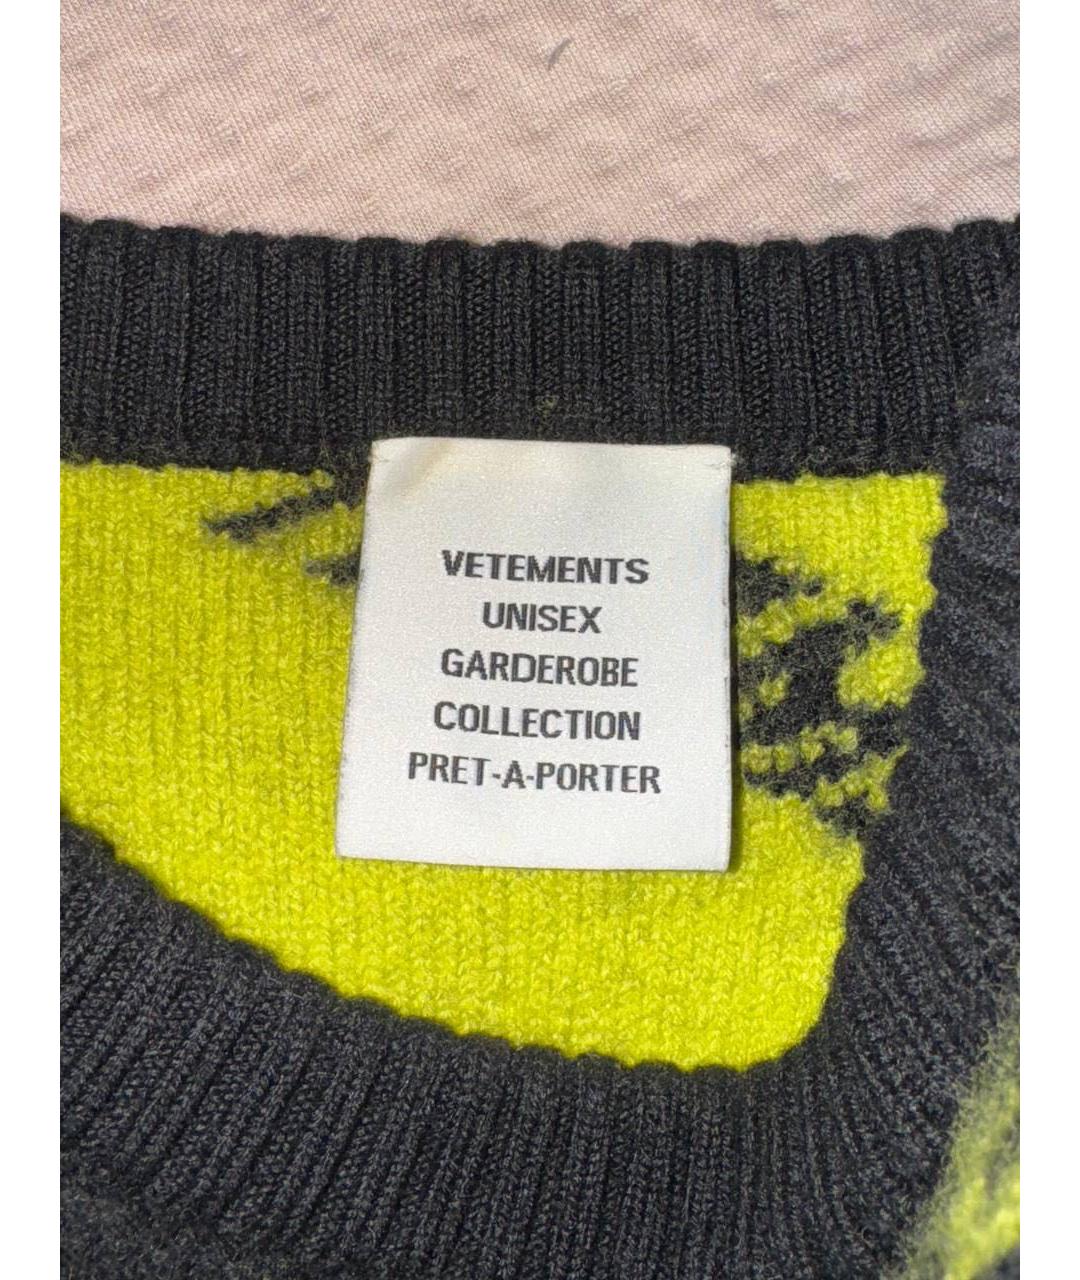 VETEMENTS
UNISEX
GARDEROBE
COLLECTION
PRET-A-PORTER